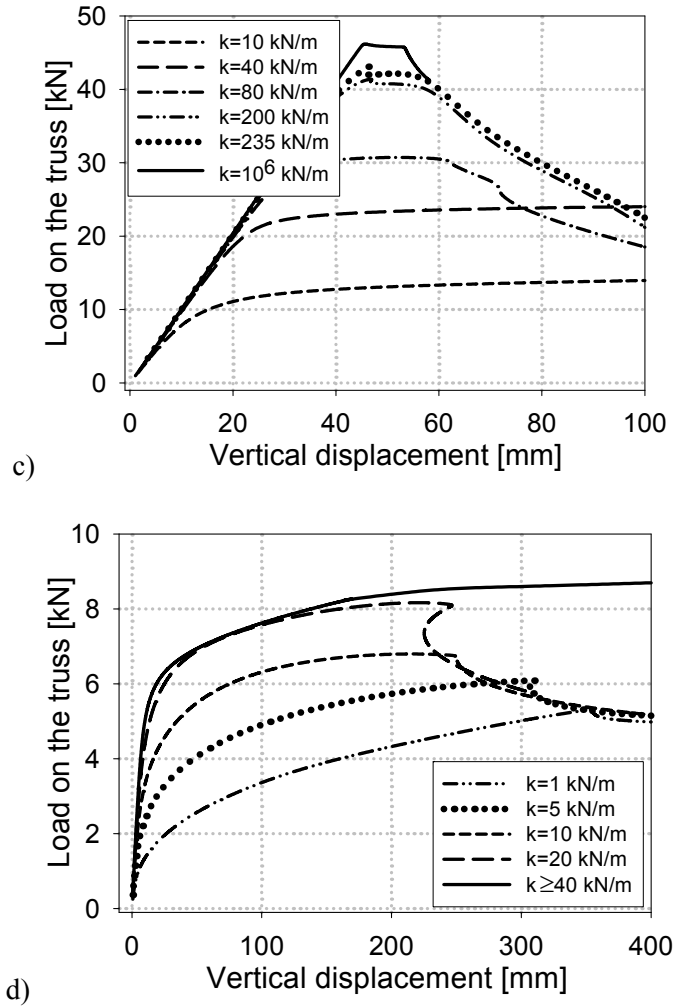 50
40
30
20
10
0
Load on the truss [kN]
k=10 kN/m
k=40 kN/m
k=80 kN/m
k=200 kN/m
k=235 kN/m
k=10⁶ kN/m
0 20 40 60 80 100
Vertical displacement [mm]
c)
10
8
6
4
2
0
Load on the truss [kN]
k=1 kN/m
k=5 kN/m
k=10 kN/m
k=20 kN/m
k≥40 kN/m
0 100 200 300 400
Vertical displacement [mm]
d)